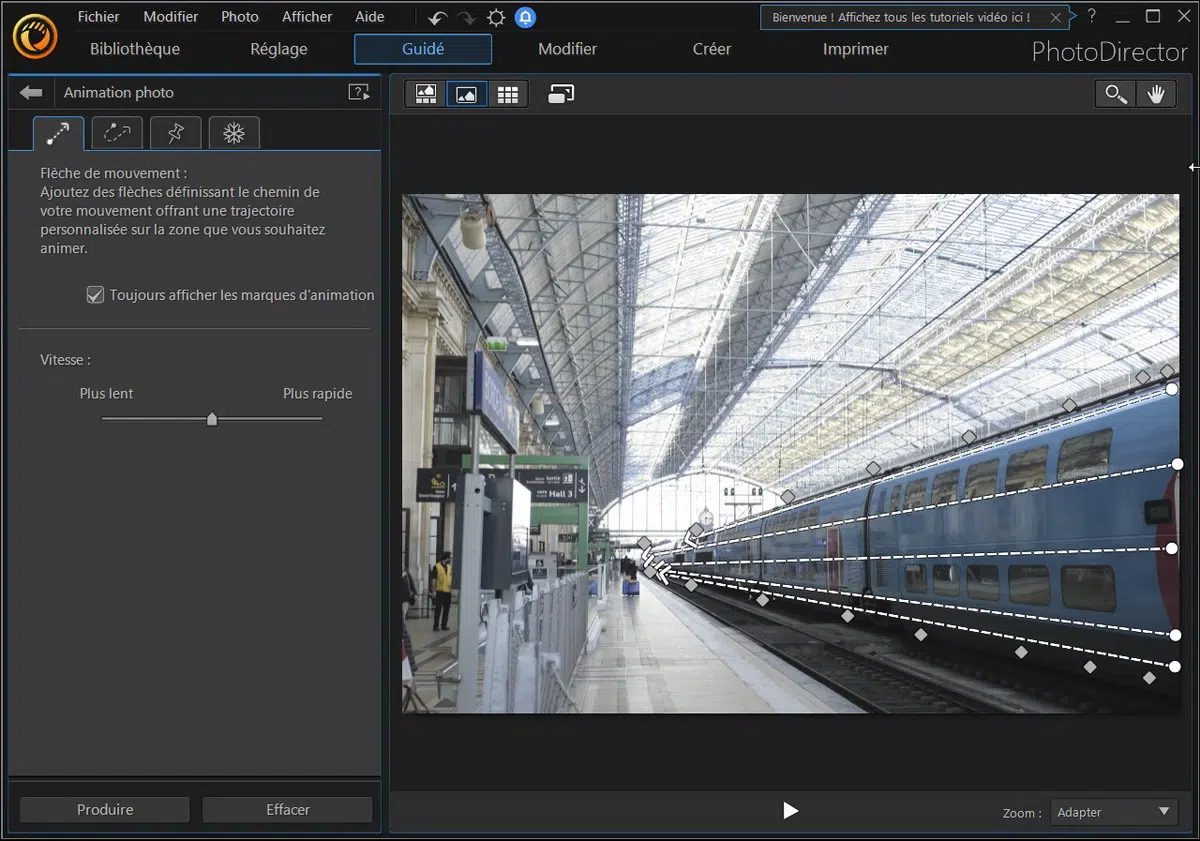 Fichier Modifier Photo Afficher Aide
Bienvenue ! Affichez tous les tutoriels vidéo ici !
Bibliothèque Réglage Guidé Modifier Créer Imprimer
PhotoDirector
Animation photo
Flèche de mouvement :
Ajoutez des flèches définissant le chemin de
votre mouvement offrant une trajectoire
personnalisée sur la zone que vous souhaitez
animer.
Toujours afficher les marques d'animation
Vitesse :
Plus lent Plus rapide
Sortie
vers Hall 3
1
Produire Effacer
Zoom : Adapter